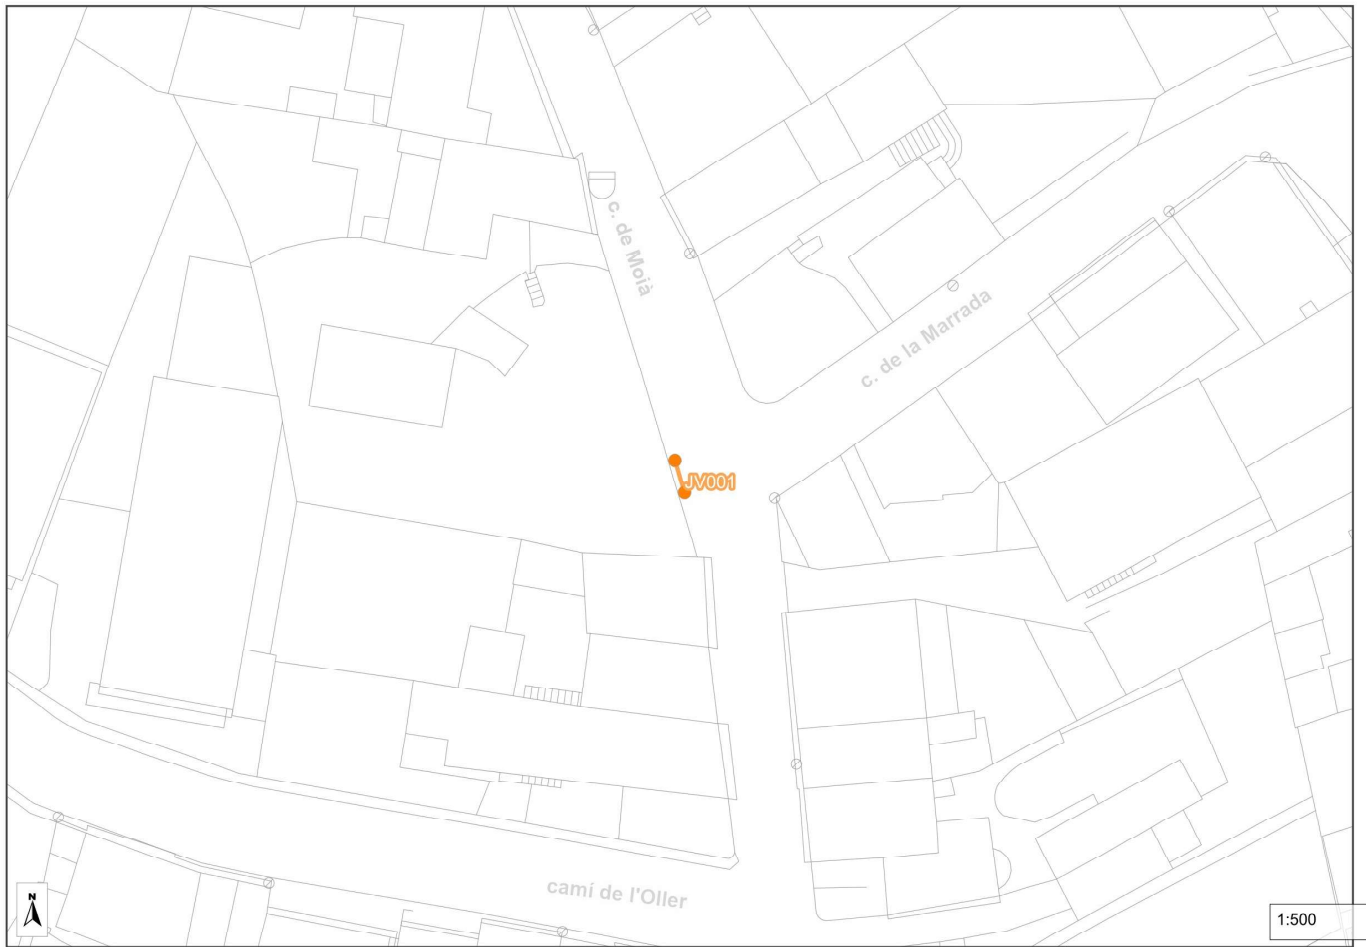 c. de Moià
c. de la Marrada
JV001
camí de l'Oller
N
1:500